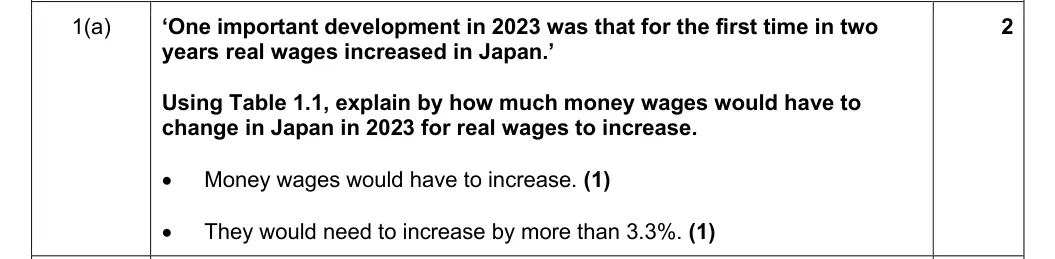 1(a)
‘One important development in 2023 was that for the first time in two
years real wages increased in Japan.’
2
Using Table 1.1, explain by how much money wages would have to
change in Japan in 2023 for real wages to increase.
• Money wages would have to increase. (1)
• They would need to increase by more than 3.3%. (1)